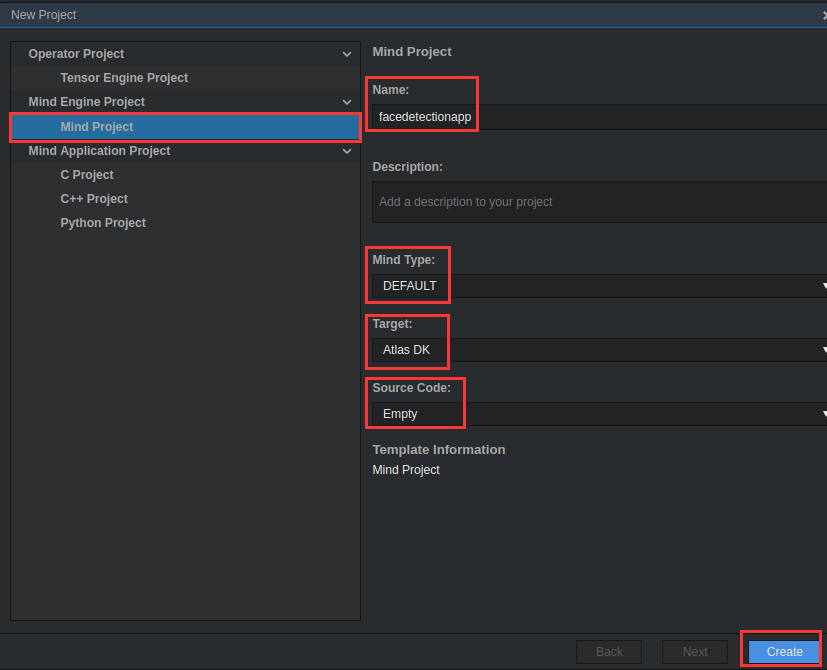 New Project
Operator Project
Tensor Engine Project
Mind Engine Project
Mind Project
Mind Application Project
C Project
C++ Project
Python Project
Mind Project
Name:
facedetectionapp
Description:
Add a description to your project
Mind Type:
DEFAULT
Target:
Atlas DK
Source Code:
Empty
Template Information
Mind Project
Back
Next
Create